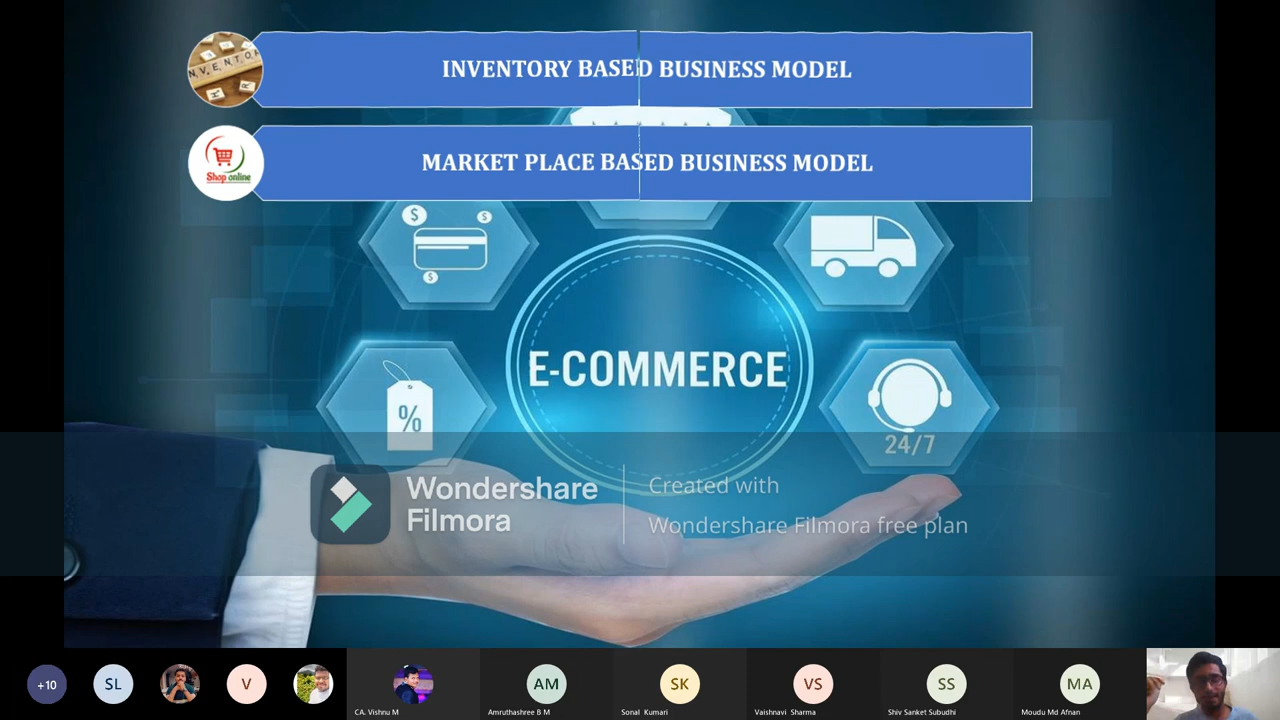 INVENTORY BASED BUSINESS MODEL
MARKET PLACE BASED BUSINESS MODEL
Shop online
$
$
$
E-COMMERCE
%
24/7
Wondershare
Filmora
Created with
Wondershare Filmora free plan
+10
SL
V
CA. Vishnu M
AM
Amruthashree B M
SK
Sonal Kumari
VS
Vaishnavi Sharma
SS
Shiv Sanket Subudhi
MA
Moudu Md Afnan